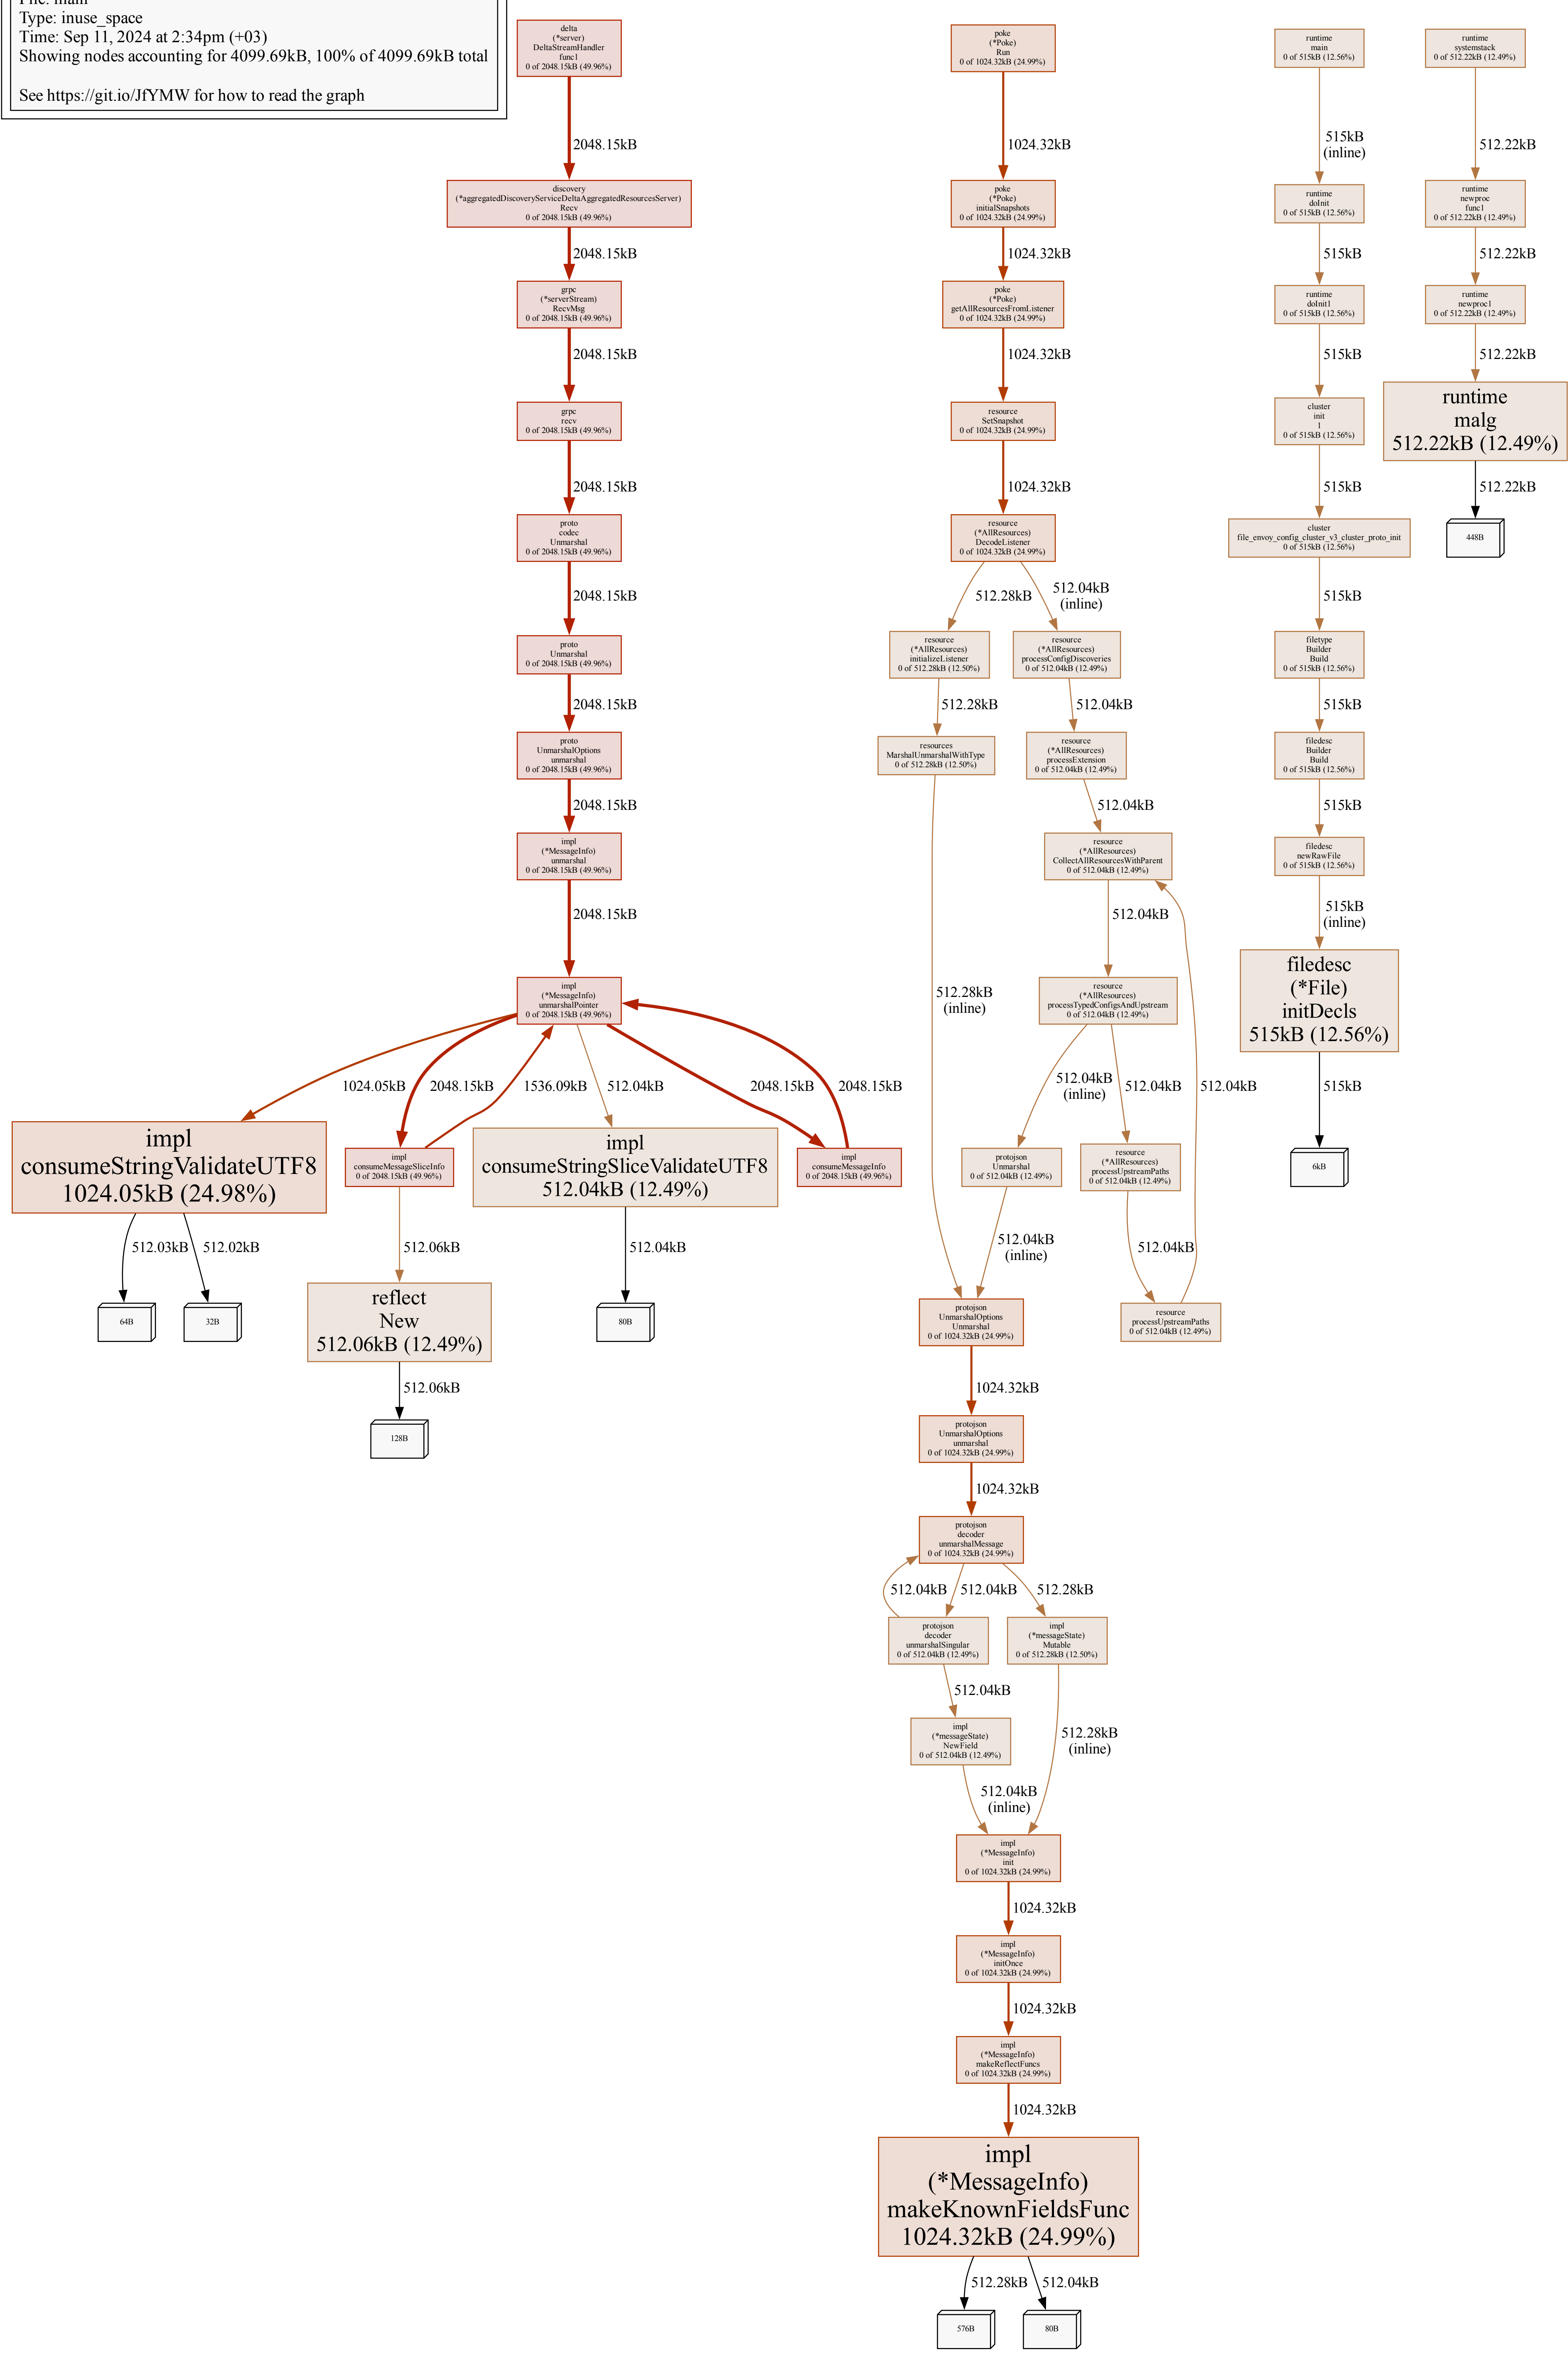 File: main
Type: inuse_space
Time: Sep 11, 2024 at 2:34pm (+03)
Showing nodes accounting for 4099.69kB, 100% of 4099.69kB total
See https://git.io/JfYMW for how to read the graph
delta
(*server)
DeltaStreamHandler
func1
0 of 2048.15kB (49.96%)
2048.15kB
discovery
(*aggregatedDiscoveryServiceDeltaAggregatedResourcesServer)
Recv
0 of 2048.15kB (49.96%)
2048.15kB
grpc
(*serverStream)
RecvMsg
0 of 2048.15kB (49.96%)
2048.15kB
grpc
recv
0 of 2048.15kB (49.96%)
2048.15kB
proto
codec
Unmarshal
0 of 2048.15kB (49.96%)
2048.15kB
proto
Unmarshal
0 of 2048.15kB (49.96%)
2048.15kB
proto
UnmarshalOptions
unmarshal
0 of 2048.15kB (49.96%)
2048.15kB
impl
(*MessageInfo)
unmarshal
0 of 2048.15kB (49.96%)
2048.15kB
impl
(*MessageInfo)
unmarshalPointer
0 of 2048.15kB (49.96%)
1024.05kB
2048.15kB
1536.09kB
512.04kB
2048.15kB
2048.15kB
impl
consumeStringValidateUTF8
1024.05kB (24.98%)
impl
consumeMessageSliceInfo
0 of 2048.15kB (49.96%)
impl
consumeStringSliceValidateUTF8
512.04kB (12.49%)
impl
consumeMessageInfo
0 of 2048.15kB (49.96%)
512.03kB
512.02kB
512.06kB
512.04kB
64B
32B
reflect
New
512.06kB (12.49%)
80B
512.06kB
128B
poke
(*Poke)
Run
0 of 1024.32kB (24.99%)
1024.32kB
poke
(*Poke)
initialSnapshots
0 of 1024.32kB (24.99%)
1024.32kB
poke
(*Poke)
getAllResourcesFromListener
0 of 1024.32kB (24.99%)
1024.32kB
resource
SetSnapshot
0 of 1024.32kB (24.99%)
1024.32kB
resource
(*AllResources)
DecodeListener
0 of 1024.32kB (24.99%)
512.28kB
512.04kB
(inline)
resource
(*AllResources)
initializeListener
0 of 512.28kB (12.50%)
resource
(*AllResources)
processConfigDiscoveries
0 of 512.04kB (12.49%)
512.28kB
512.04kB
resources
MarshalUnmarshalWithType
0 of 512.28kB (12.50%)
resource
(*AllResources)
processExtension
0 of 512.04kB (12.49%)
512.04kB
resource
(*AllResources)
CollectAllResourcesWithParent
0 of 512.04kB (12.49%)
512.04kB
512.28kB
(inline)
resource
(*AllResources)
processTypedConfigsAndUpstream
0 of 512.04kB (12.49%)
512.04kB
(inline)
512.04kB
512.04kB
protojson
Unmarshal
0 of 512.04kB (12.49%)
resource
(*AllResources)
processUpstreamPaths
0 of 512.04kB (12.49%)
512.04kB
(inline)
512.04kB
protojson
UnmarshalOptions
Unmarshal
0 of 1024.32kB (24.99%)
resource
processUpstreamPaths
0 of 512.04kB (12.49%)
1024.32kB
protojson
UnmarshalOptions
unmarshal
0 of 1024.32kB (24.99%)
1024.32kB
protojson
decoder
unmarshalMessage
0 of 1024.32kB (24.99%)
512.04kB
512.04kB
512.28kB
protojson
decoder
unmarshalSingular
0 of 512.04kB (12.49%)
impl
(*messageState)
Mutable
0 of 512.28kB (12.50%)
512.04kB
impl
(*messageState)
NewField
0 of 512.04kB (12.49%)
512.28kB
(inline)
512.04kB
(inline)
impl
(*MessageInfo)
init
0 of 1024.32kB (24.99%)
1024.32kB
impl
(*MessageInfo)
initOnce
0 of 1024.32kB (24.99%)
1024.32kB
impl
(*MessageInfo)
makeReflectFuncs
0 of 1024.32kB (24.99%)
1024.32kB
impl
(*MessageInfo)
makeKnownFieldsFunc
1024.32kB (24.99%)
512.28kB
512.04kB
576B
80B
runtime
main
0 of 515kB (12.56%)
515kB
(inline)
runtime
doInit
0 of 515kB (12.56%)
515kB
runtime
doInit1
0 of 515kB (12.56%)
515kB
cluster
init
1
0 of 515kB (12.56%)
515kB
cluster
file_envoy_config_cluster_v3_cluster_proto_init
0 of 515kB (12.56%)
515kB
filetype
Builder
Build
0 of 515kB (12.56%)
515kB
filedesc
Builder
Build
0 of 515kB (12.56%)
515kB
filedesc
newRawFile
0 of 515kB (12.56%)
515kB
(inline)
filedesc
(*File)
initDecls
515kB (12.56%)
515kB
6kB
runtime
systemstack
0 of 512.22kB (12.49%)
512.22kB
runtime
newproc
func1
0 of 512.22kB (12.49%)
512.22kB
runtime
newproc1
0 of 512.22kB (12.49%)
512.22kB
runtime
malg
512.22kB (12.49%)
512.22kB
448B